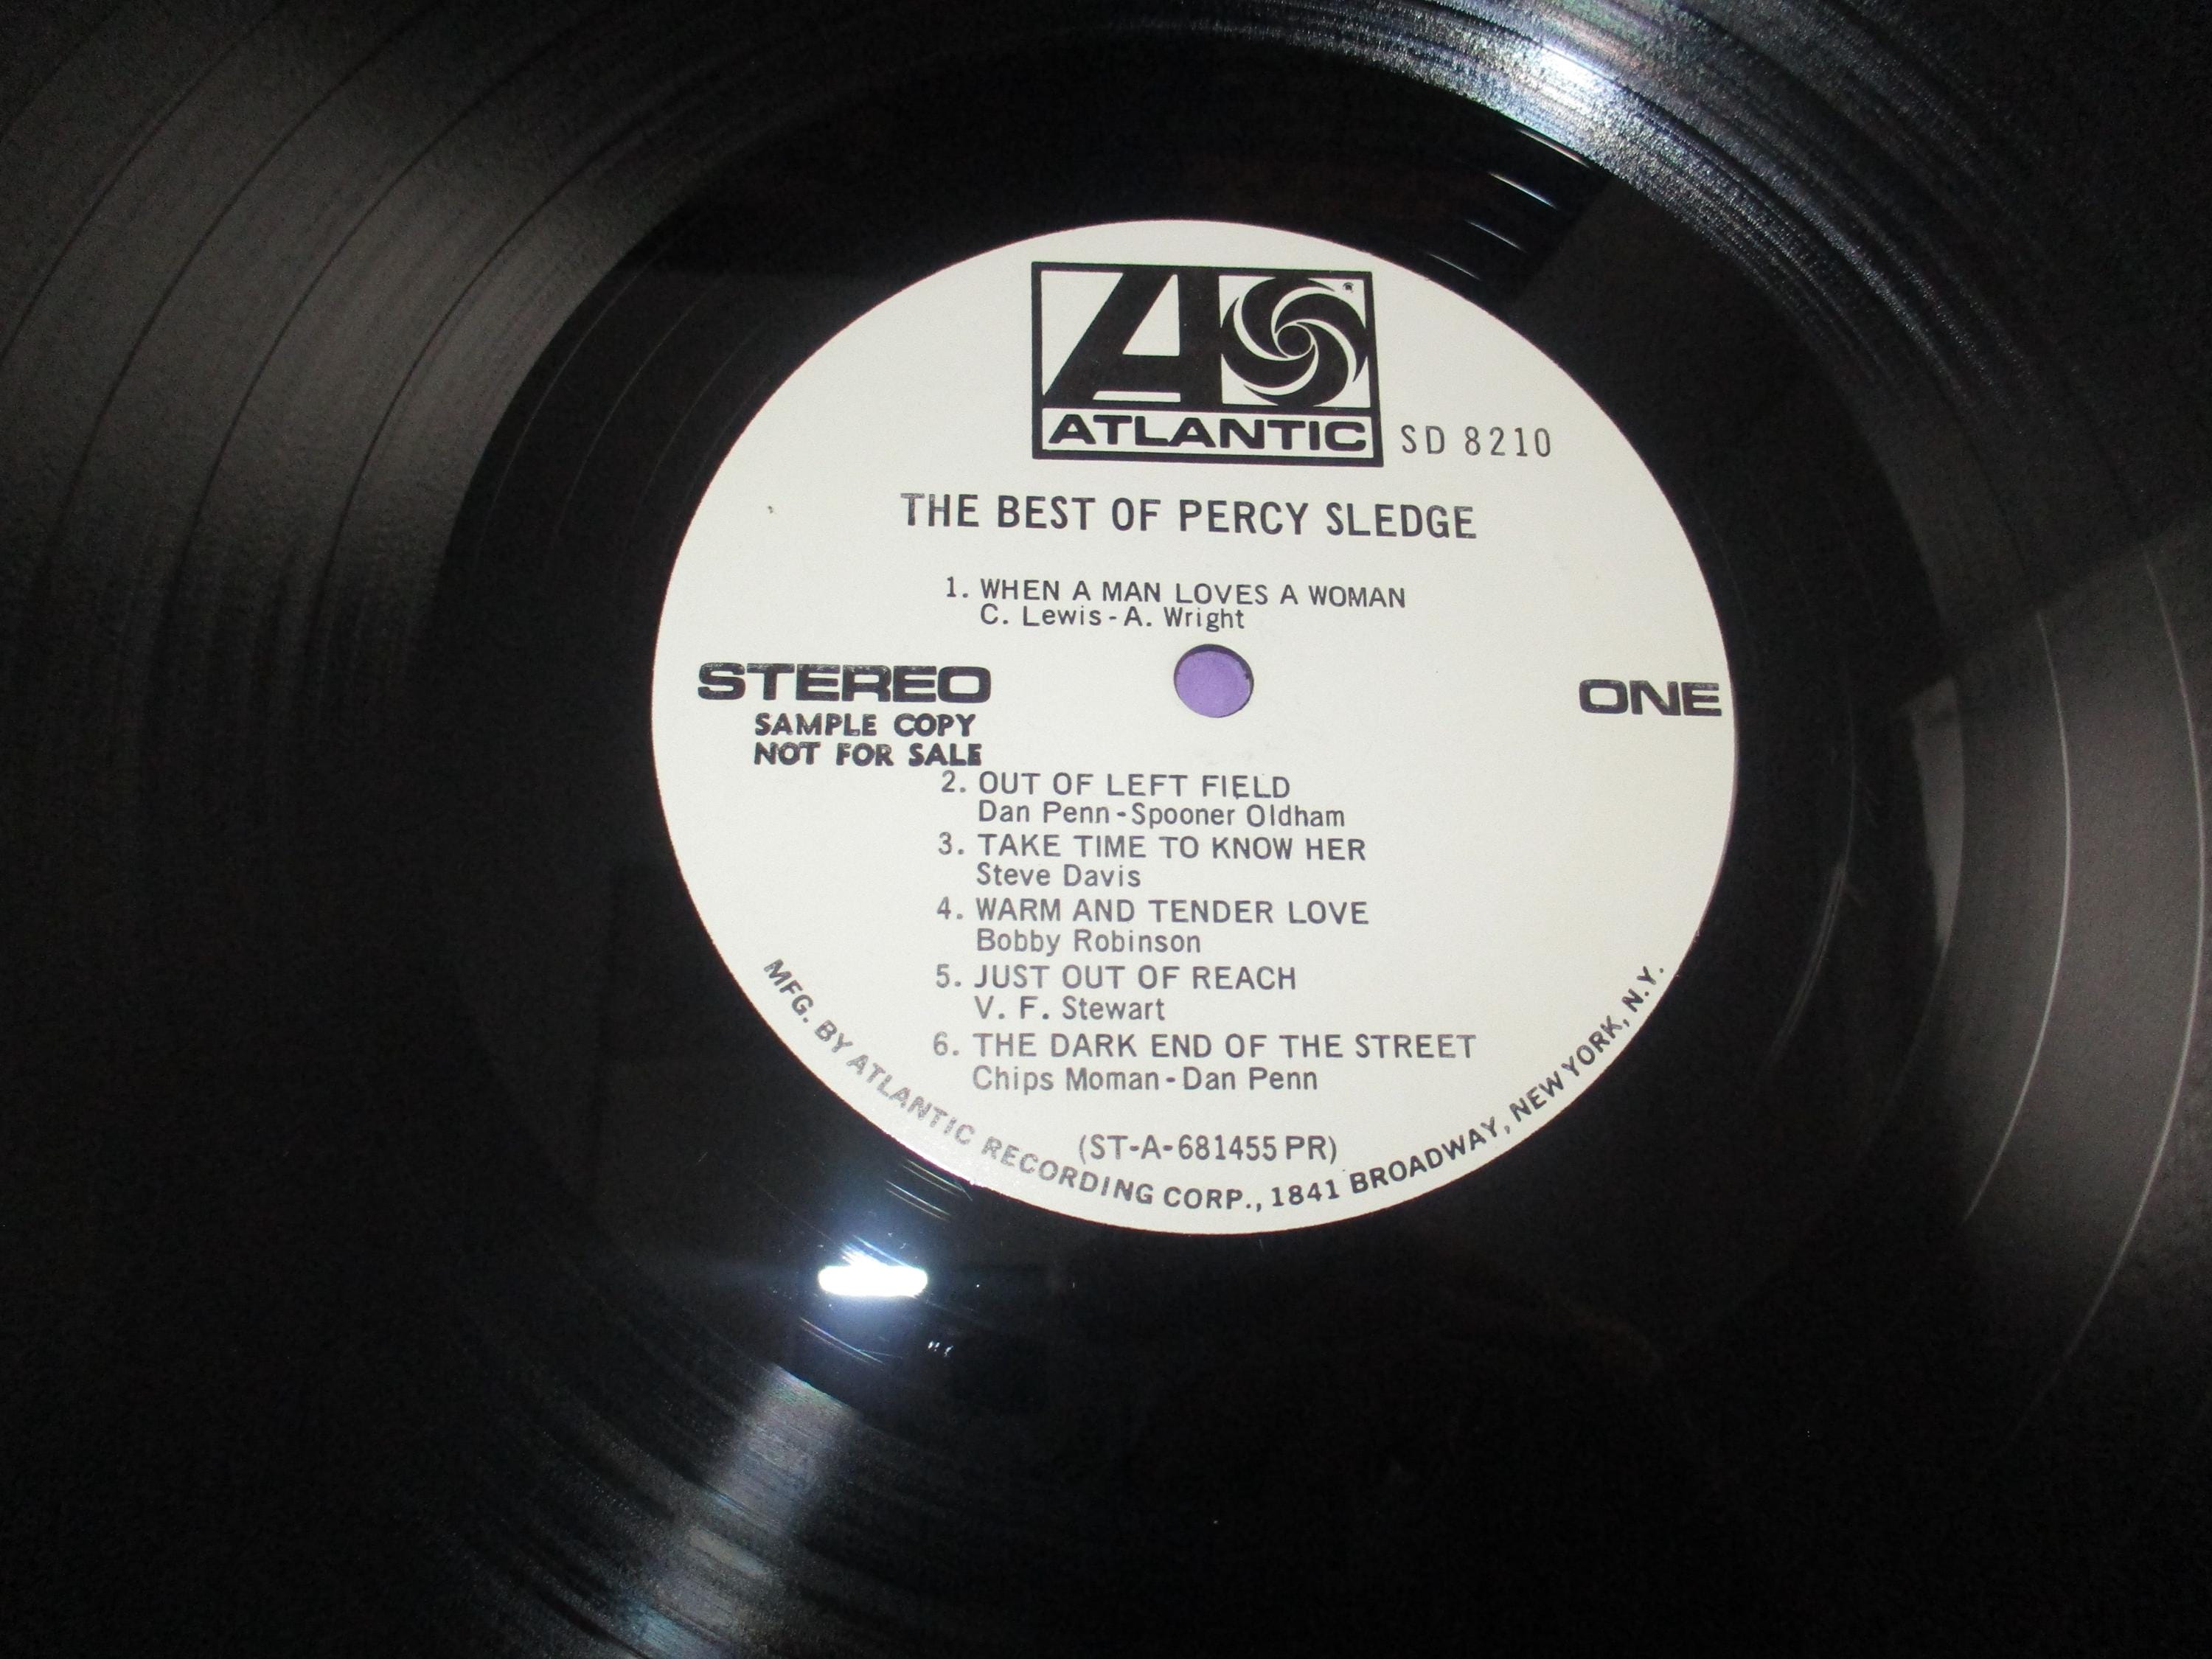 ATLANTIC
SD 8210
THE BEST OF PERCY SLEDGE
1. WHEN A MAN LOVES A WOMAN
C. Lewis - A. Wright
STEREO
ONE
SAMPLE COPY
NOT FOR SALE
2. OUT OF LEFT FIELD
Dan Penn - Spooner Oldham
3. TAKE TIME TO KNOW HER
Steve Davis
4. WARM AND TENDER LOVE
Bobby Robinson
5. JUST OUT OF REACH
V. F. Stewart
6. THE DARK END OF THE STREET
Chips Moman - Dan Penn
(ST-A-681455 PR)
MFG. BY ATLANTIC RECORDING CORP., 1841 BROADWAY, NEW YORK, N.Y.